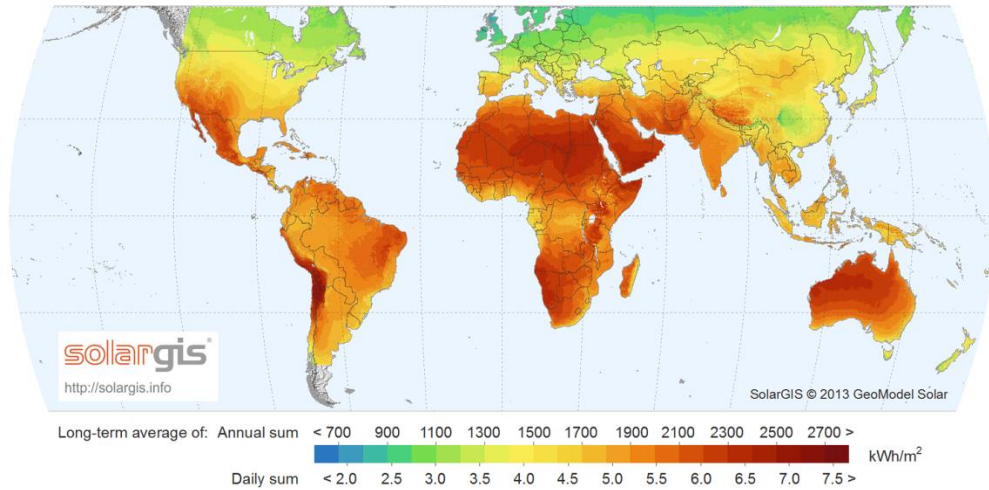 solargis
http://solargis.info
SolarGIS © 2013 GeoModel Solar
Long-term average of: Annual sum < 700 900 1100 1300 1500 1700 1900 2100 2300 2500 2700 >
kWh/m²
Daily sum < 2.0 2.5 3.0 3.5 4.0 4.5 5.0 5.5 6.0 6.5 7.0 7.5 >